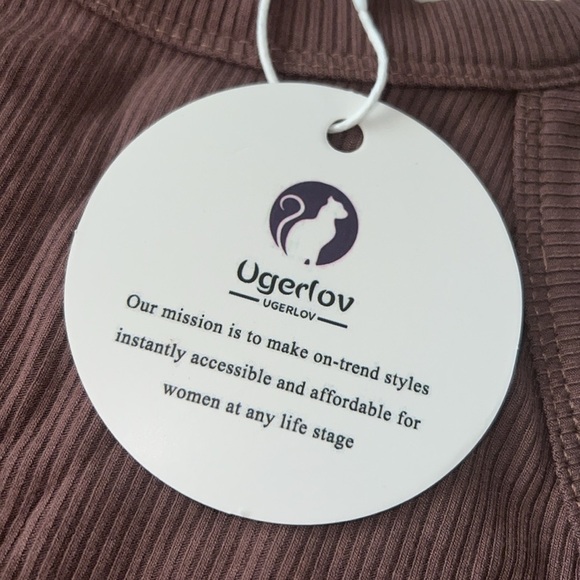 Ugerlov
UGERLOV
Our mission is to make on-trend styles
instantly accessible and affordable for
women at any life stage